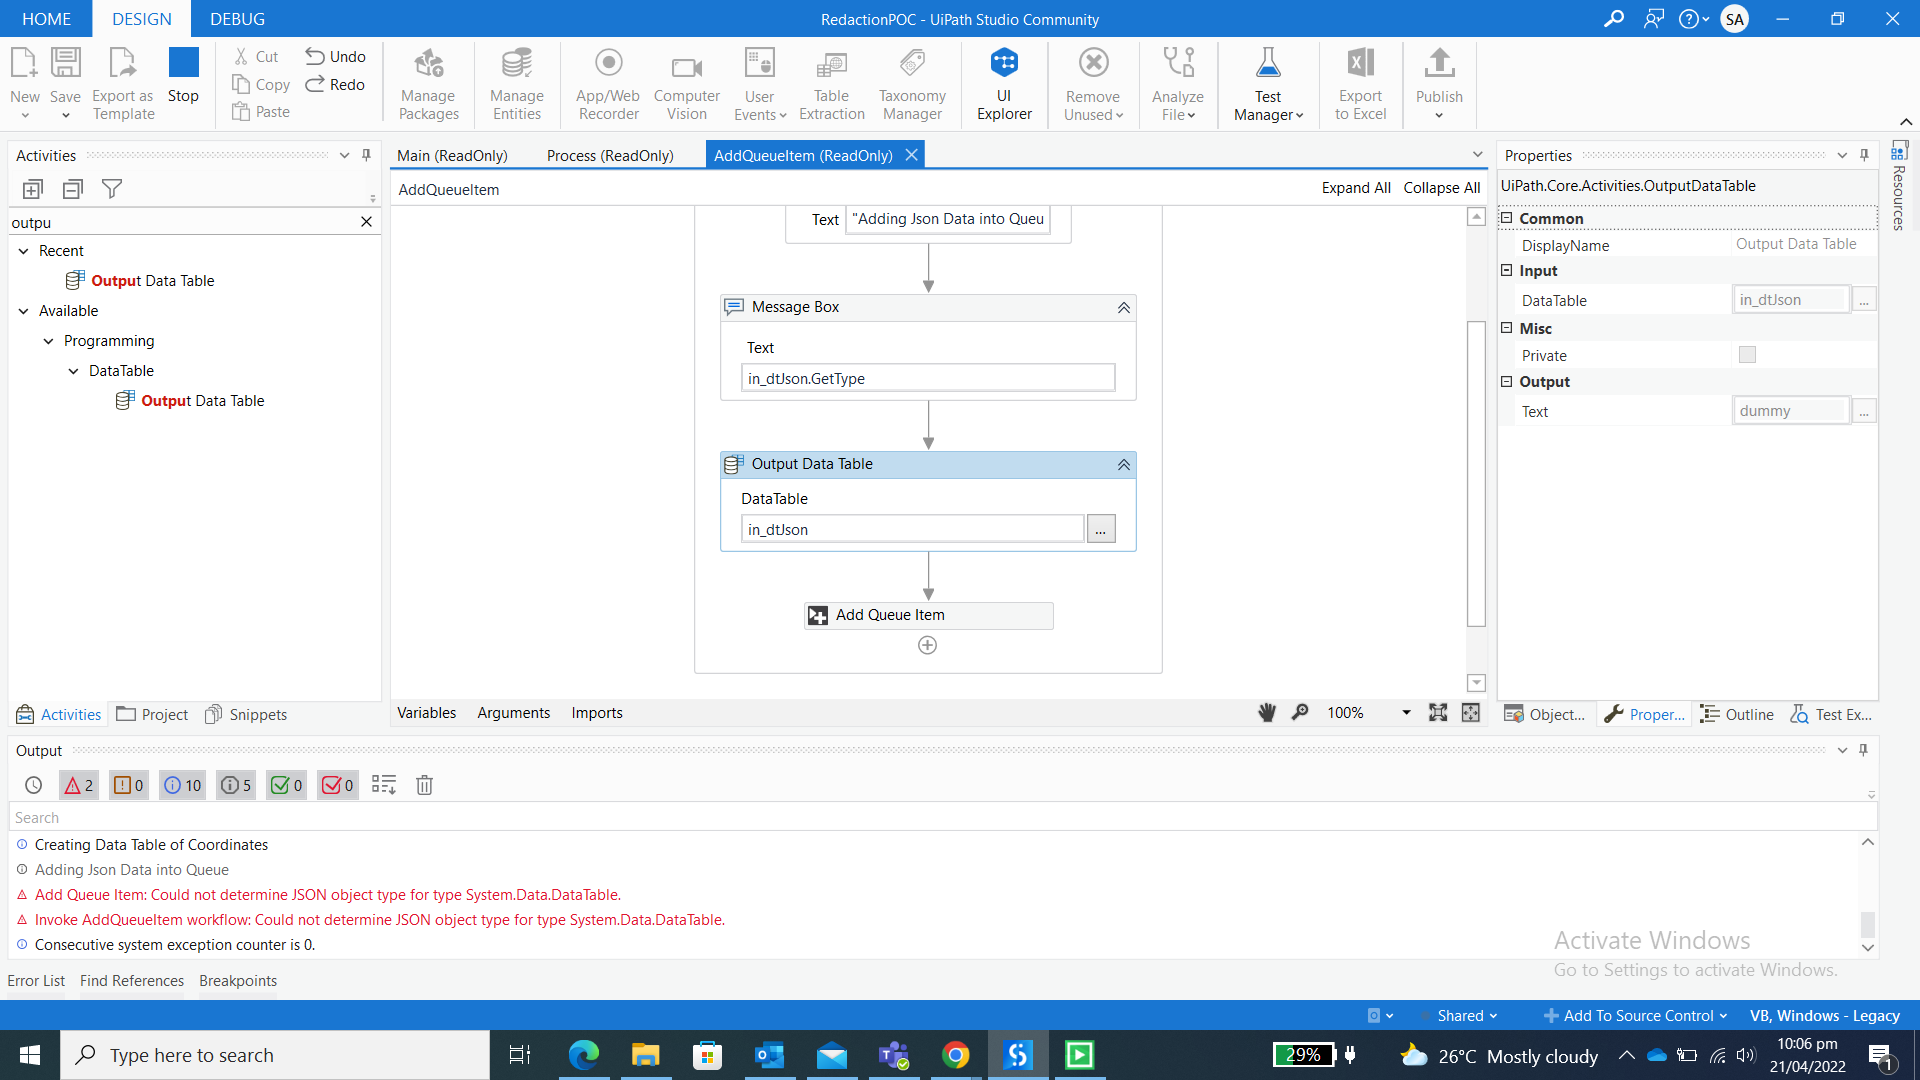 HOME DESIGN DEBUG RedactionPOC - UiPath Studio Community SA
New Save Export as Template Stop Cut Copy Paste Undo Redo Manage Packages Manage Entities App/Web Recorder Computer Vision User Events Table Extraction Taxonomy Manager UI Explorer Remove Unused Analyze File Test Manager Export to Excel Publish
Activities
outpu
Recent
Output Data Table
Available
Programming
DataTable
Output Data Table
Activities Project Snippets
Main (ReadOnly) Process (ReadOnly) AddQueueItem (ReadOnly)
AddQueueItem Expand All Collapse All
Text "Adding Json Data into Queu
Message Box
Text
in_dtJson.GetType
Output Data Table
DataTable
in_dtJson ...
Add Queue Item
Variables Arguments Imports 100%
Properties
UiPath.Core.Activities.OutputDataTable
Common
DisplayName Output Data Table
Input
DataTable in_dtJson ...
Misc
Private
Output
Text dummy ...
Object... Proper... Outline Test Ex...
Resources
Output
2 0 10 5 0 0
Search
Creating Data Table of Coordinates
Adding Json Data into Queue
Add Queue Item: Could not determine JSON object type for type System.Data.DataTable.
Invoke AddQueueItem workflow: Could not determine JSON object type for type System.Data.DataTable.
Consecutive system exception counter is 0.
Activate Windows
Go to Settings to activate Windows.
Error List Find References Breakpoints
Shared Add To Source Control VB, Windows - Legacy
Type here to search 29% 26°C Mostly cloudy 10:06 pm
21/04/2022 1